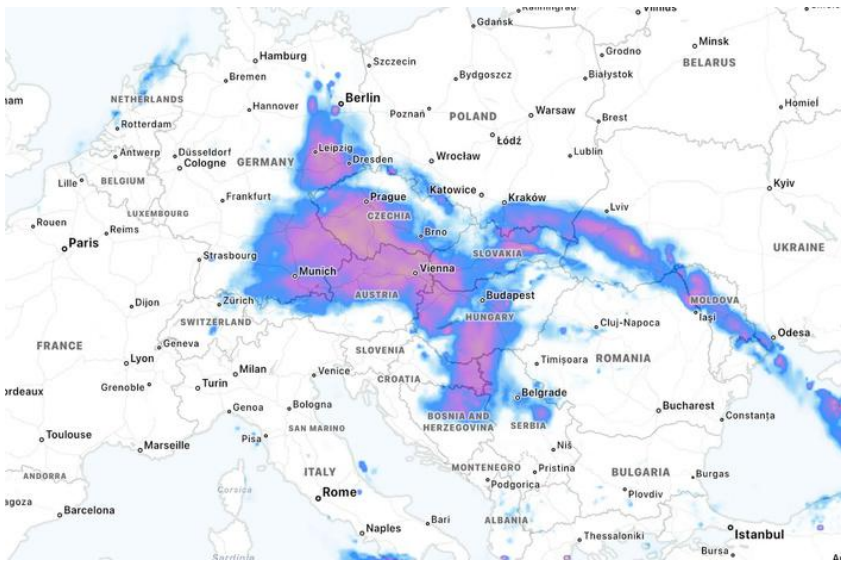 Gdańsk
Vilnius
Hamburg
Szczecin
Grodno
Minsk
BELARUS
Bremen
Bydgoszcz
Białystok
NETHERLANDS
Hannover
Berlin
Poznań
POLAND
Warsaw
Brest
Homieĺ
Rotterdam
Łódź
Antwerp
Düsseldorf
Cologne
GERMANY
Leipzig
Dresden
Wrocław
Lublin
Lille
BELGIUM
Kyiv
Frankfurt
Prague
Katowice
Kraków
LUXEMBOURG
CZECHIA
Lviv
Rouen
Reims
Brno
Paris
Strasbourg
SLOVAKIA
UKRAINE
Munich
Vienna
Zürich
AUSTRIA
Budapest
MOLDOVA
Dijon
SWITZERLAND
HUNGARY
Iași
Cluj-Napoca
Odesa
FRANCE
Geneva
SLOVENIA
Lyon
Milan
Venice
CROATIA
Timișoara
ROMANIA
Grenoble
Turin
ordeaux
Genoa
Bologna
BOSNIA AND
HERZEGOVINA
Belgrade
SERBIA
Bucharest
Constanța
Toulouse
Marseille
Pisa
SAN MARINO
Niš
ANDORRA
ITALY
MONTENEGRO
Pristina
BULGARIA
Burgas
Podgorica
Plovdiv
Corsica
agoza
Barcelona
Rome
Naples
Bari
ALBANIA
Thessaloniki
Istanbul
Bursa
Sardinia